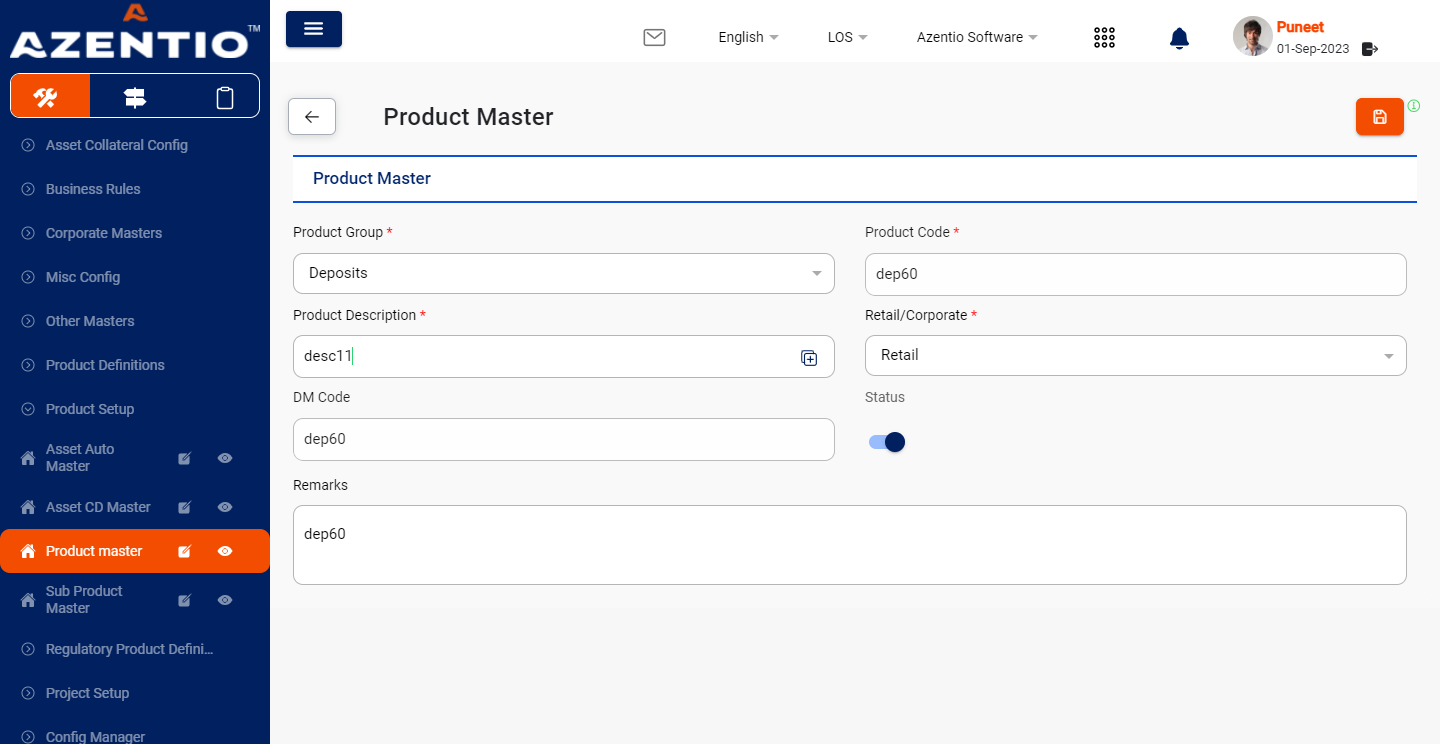 AZENTIO™
English
LOS
Azentio Software
Puneet
01-Sep-2023
Asset Collateral Config
Business Rules
Corporate Masters
Misc Config
Other Masters
Product Definitions
Product Setup
Asset Auto
Master
Asset CD Master
Product master
Sub Product
Master
Regulatory Product Defini...
Project Setup
Config Manager
Product Master
Product Master
Product Group *
Deposits
Product Code *
dep60
Product Description *
desc11
Retail/Corporate *
Retail
DM Code
dep60
Status
Remarks
dep60